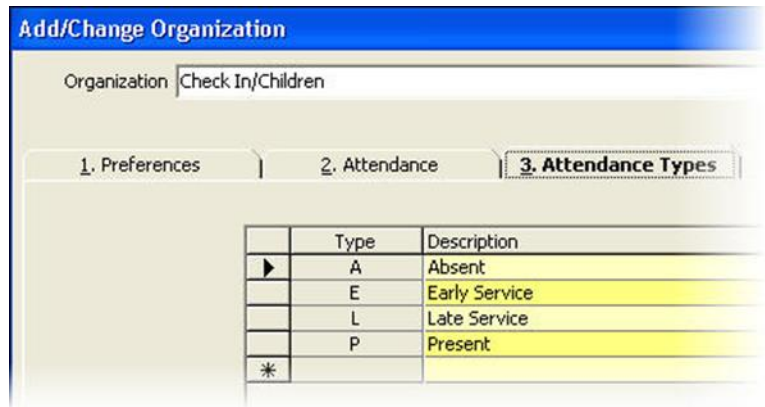 Add/Change Organization
Organization Check In/Children
1. Preferences 2. Attendance 3. Attendance Types
Type Description
A Absent
E Early Service
L Late Service
P Present